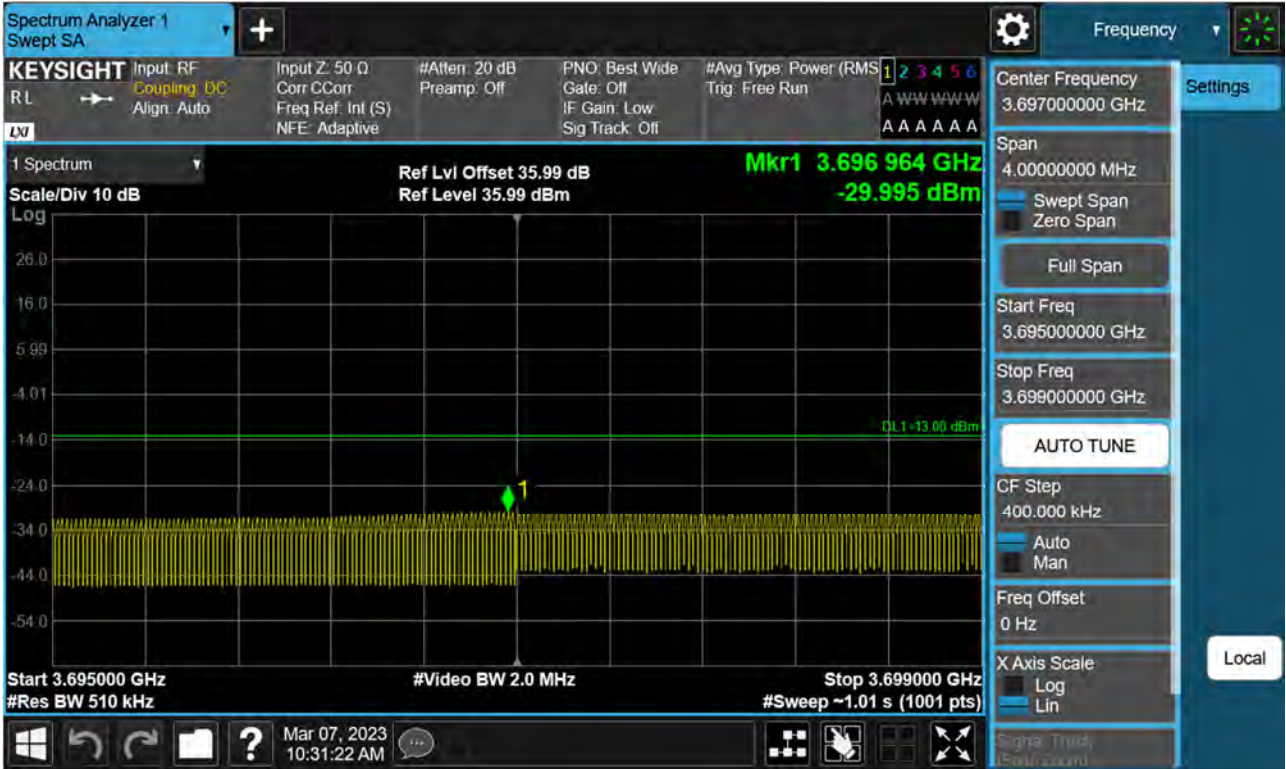 Spectrum Analyzer 1
Swept SA
+
Frequency
KEYSIGHT
RL
LXI
Input: RF
Coupling: DC
Align: Auto
Input Z: 50 Ω
Corr CCorr
Freq Ref: Int (S)
NFE: Adaptive
#Atten: 20 dB
Preamp: Off
PNO: Best Wide
Gate: Off
IF Gain: Low
Sig Track: Off
#Avg Type: Power (RMS
Trig: Free Run
1 2 3 4 5 6
A W W W W W
A A A A A A
1 Spectrum
Scale/Div 10 dB
Log
Ref Lvl Offset 35.99 dB
Ref Level 35.99 dBm
Mkr1 3.696 964 GHz
-29.995 dBm
26.0
16.0
5.99
-4.01
DL1 -13.00 dBm
-14.0
-24.0
1
-34.0
-44.0
-54.0
Start 3.695000 GHz
#Res BW 510 kHz
#Video BW 2.0 MHz
Stop 3.699000 GHz
#Sweep ~1.01 s (1001 pts)
Center Frequency
3.697000000 GHz
Settings
Span
4.00000000 MHz
Swept Span
Zero Span
Full Span
Start Freq
3.695000000 GHz
Stop Freq
3.699000000 GHz
AUTO TUNE
CF Step
400.000 kHz
Auto
Man
Freq Offset
0 Hz
X Axis Scale
Log
Lin
Local
Signal Track
?
Mar 07, 2023
10:31:22 AM